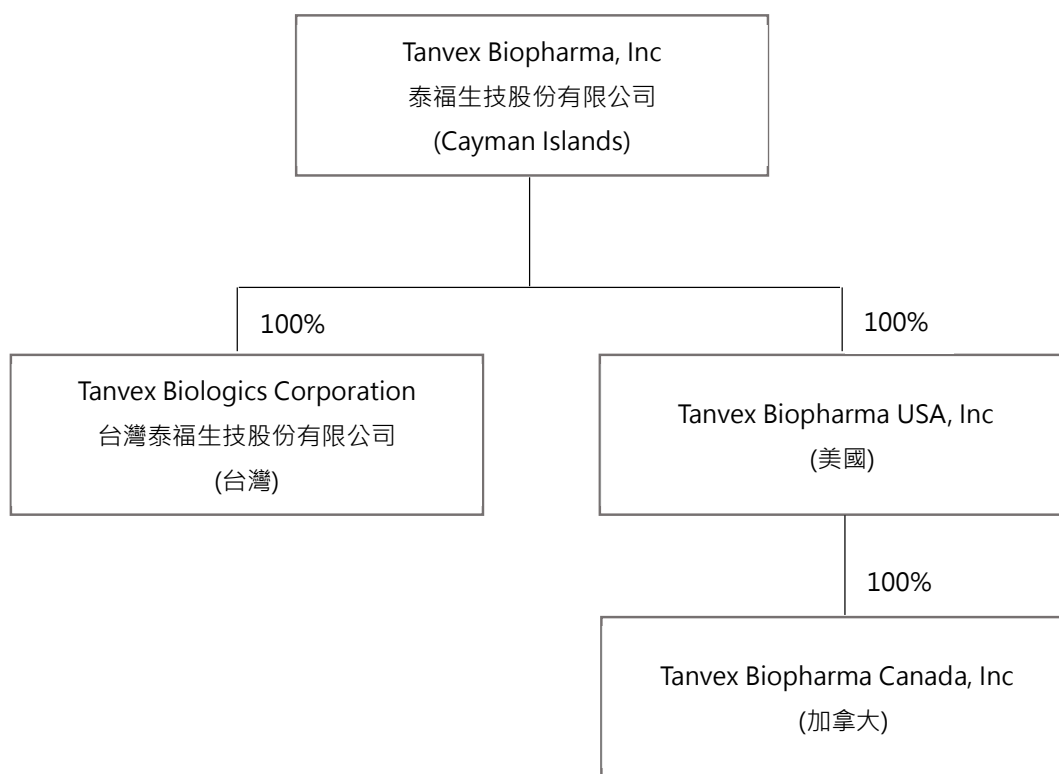 Tanvex Biopharma, Inc
泰福生技股份有限公司
(Cayman Islands)
100%
100%
Tanvex Biologics Corporation
台灣泰福生技股份有限公司
(台灣)
Tanvex Biopharma USA, Inc
(美國)
100%
Tanvex Biopharma Canada, Inc
(加拿大)